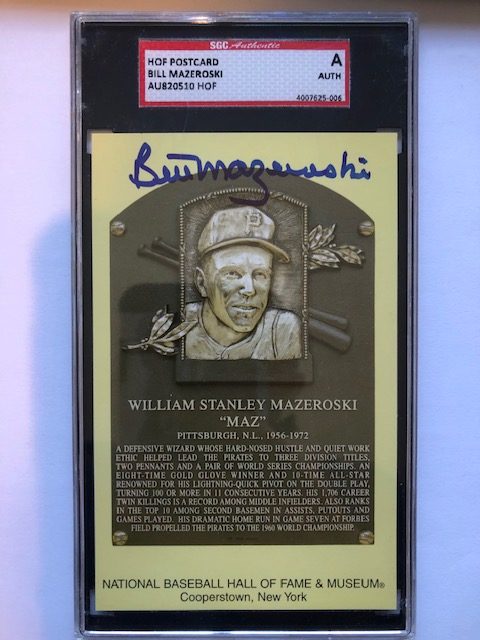 SGC Authentic
HOF POSTCARD
BILL MAZEROSKI
AU820510 HOF
A
AUTH
4007625-006
Bill Mazeroski
P
WILLIAM STANLEY MAZEROSKI
“MAZ”
PITTSBURGH, N.L., 1956-1972
A DEFENSIVE WIZARD WHOSE HARD-NOSED HUSTLE AND QUIET WORK
ETHIC HELPED LEAD THE PIRATES TO THREE DIVISION TITLES,
TWO PENNANTS AND A PAIR OF WORLD SERIES CHAMPIONSHIPS. AN
EIGHT-TIME GOLD GLOVE WINNER AND 10-TIME ALL-STAR
RENOWNED FOR HIS LIGHTNING-QUICK PIVOT ON THE DOUBLE PLAY,
TURNING 100 OR MORE IN 11 CONSECUTIVE YEARS. HIS 1,706 CAREER
TWIN KILLINGS IS A RECORD AMONG MIDDLE INFIELDERS. ALSO RANKS
IN THE TOP 10 AMONG SECOND BASEMEN IN ASSISTS, PUTOUTS AND
GAMES PLAYED. HIS DRAMATIC HOME RUN IN GAME SEVEN AT FORBES
FIELD PROPELLED THE PIRATES TO THE 1960 WORLD CHAMPIONSHIP.
NATIONAL BASEBALL HALL OF FAME & MUSEUM®
Cooperstown, New York